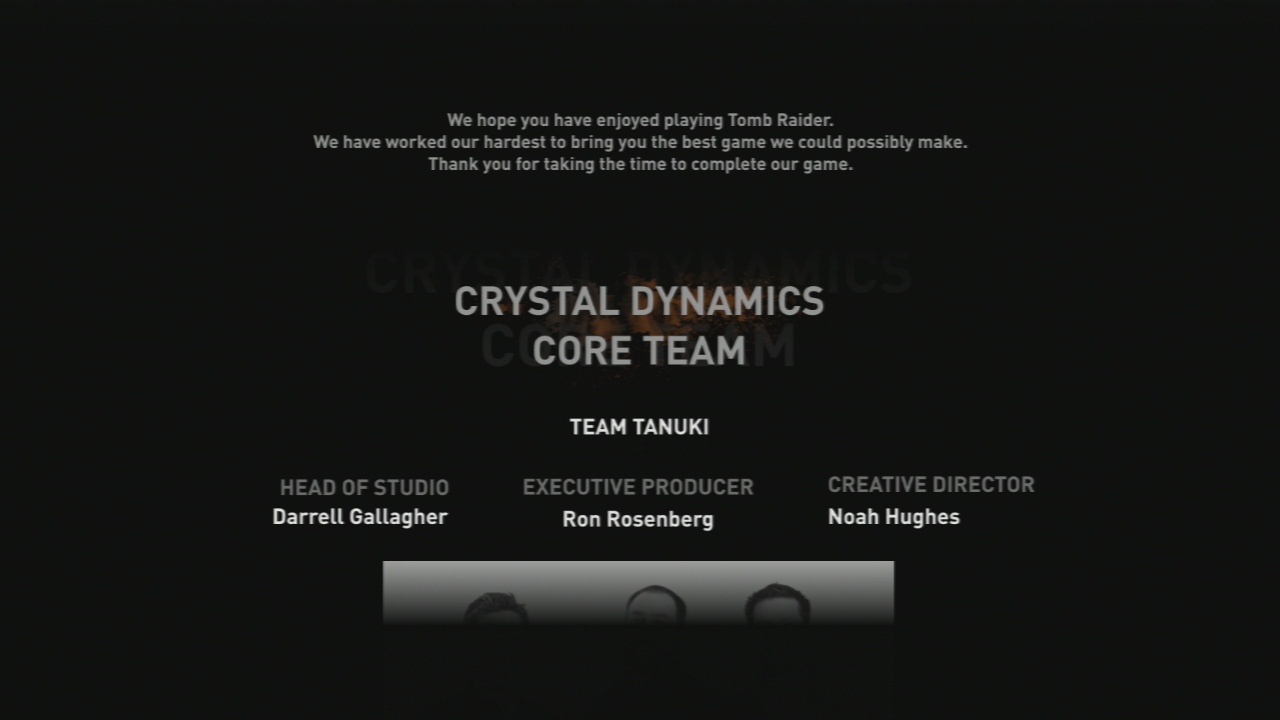 We hope you have enjoyed playing Tomb Raider.
We have worked our hardest to bring you the best game we could possibly make.
Thank you for taking the time to complete our game.
CRYSTAL DYNAMICS
CORE TEAM
TEAM TANUKI
HEAD OF STUDIO
Darrell Gallagher
EXECUTIVE PRODUCER
Ron Rosenberg
CREATIVE DIRECTOR
Noah Hughes